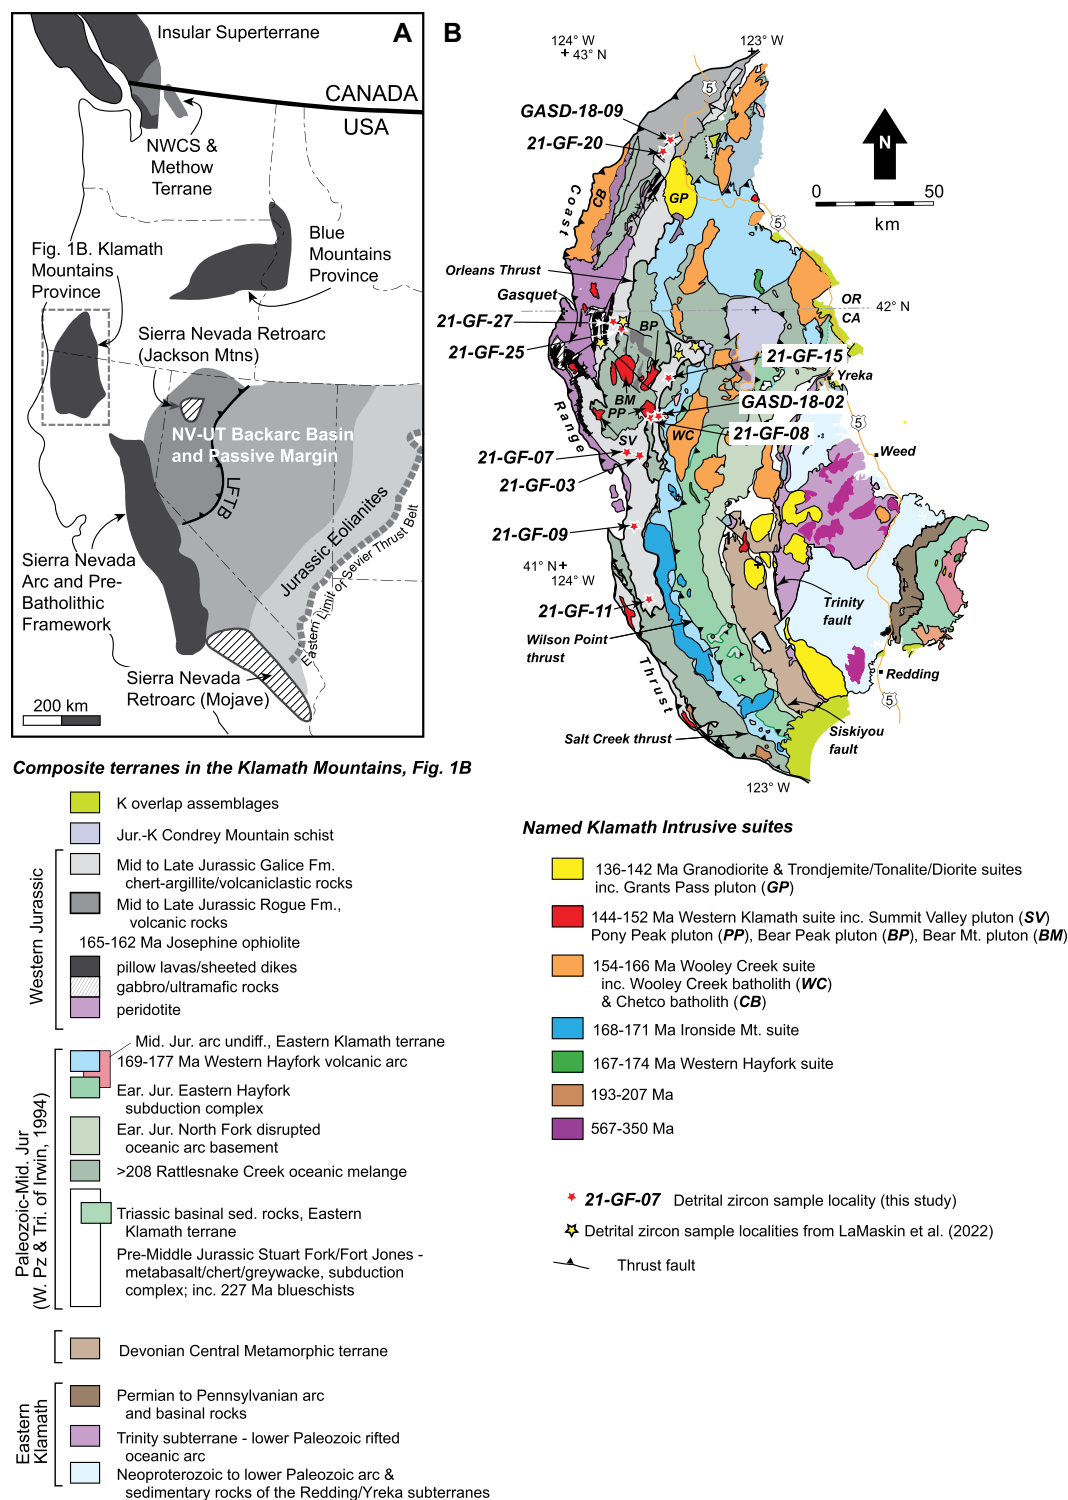 A
Insular Superterrane
CANADA
USA
NWCS &
Methow
Terrane
Fig. 1B. Klamath
Mountains
Province
Blue
Mountains
Province
Sierra Nevada Retroarc
(Jackson Mtns)
NV-UT Backarc Basin
and Passive Margin
LFTB
Jurassic Eolianites
Eastern Limit of Sevier Thrust Belt
Sierra Nevada
Arc and Pre-
Batholithic
Framework
Sierra Nevada
Retroarc (Mojave)
200 km
B
124° W
43° N
123° W
5
GASD-18-09
21-GF-20
N
0 50
km
CB
GP
Coast
5
Orleans Thrust
Gasquet
OR
CA
42° N
21-GF-27
BP
21-GF-25
21-GF-15
Yreka
BM
PP
GASD-18-02
Range
SV
WC
21-GF-08
5
21-GF-07
Weed
21-GF-03
21-GF-09
41° N
124° W
21-GF-11
Trinity
fault
Wilson Point
thrust
Thrust
Redding
5
Salt Creek thrust
Siskiyou
fault
123° W
Composite terranes in the Klamath Mountains, Fig. 1B
K overlap assemblages
Jur.-K Condrey Mountain schist
Western Jurassic
Mid to Late Jurassic Galice Fm.
chert-argillite/volcaniclastic rocks
Mid to Late Jurassic Rogue Fm.,
volcanic rocks
165-162 Ma Josephine ophiolite
pillow lavas/sheeted dikes
gabbro/ultramafic rocks
peridotite
Paleozoic-Mid. Jur
(W. Pz & Tri. of Irwin, 1994)
Mid. Jur. arc undiff., Eastern Klamath terrane
169-177 Ma Western Hayfork volcanic arc
Ear. Jur. Eastern Hayfork
subduction complex
Ear. Jur. North Fork disrupted
oceanic arc basement
>208 Rattlesnake Creek oceanic melange
Triassic basinal sed. rocks, Eastern
Klamath terrane
Pre-Middle Jurassic Stuart Fork/Fort Jones -
metabasalt/chert/greywacke, subduction
complex; inc. 227 Ma blueschists
Devonian Central Metamorphic terrane
Eastern
Klamath
Permian to Pennsylvanian arc
and basinal rocks
Trinity subterrane - lower Paleozoic rifted
oceanic arc
Neoproterozoic to lower Paleozoic arc &
sedimentary rocks of the Redding/Yreka subterranes
Named Klamath Intrusive suites
136-142 Ma Granodiorite & Trondjemite/Tonalite/Diorite suites
inc. Grants Pass pluton (GP)
144-152 Ma Western Klamath suite inc. Summit Valley pluton (SV)
Pony Peak pluton (PP), Bear Peak pluton (BP), Bear Mt. pluton (BM)
154-166 Ma Wooley Creek suite
inc. Wooley Creek batholith (WC)
& Chetco batholith (CB)
168-171 Ma Ironside Mt. suite
167-174 Ma Western Hayfork suite
193-207 Ma
567-350 Ma
21-GF-07 Detrital zircon sample locality (this study)
Detrital zircon sample localities from LaMaskin et al. (2022)
Thrust fault